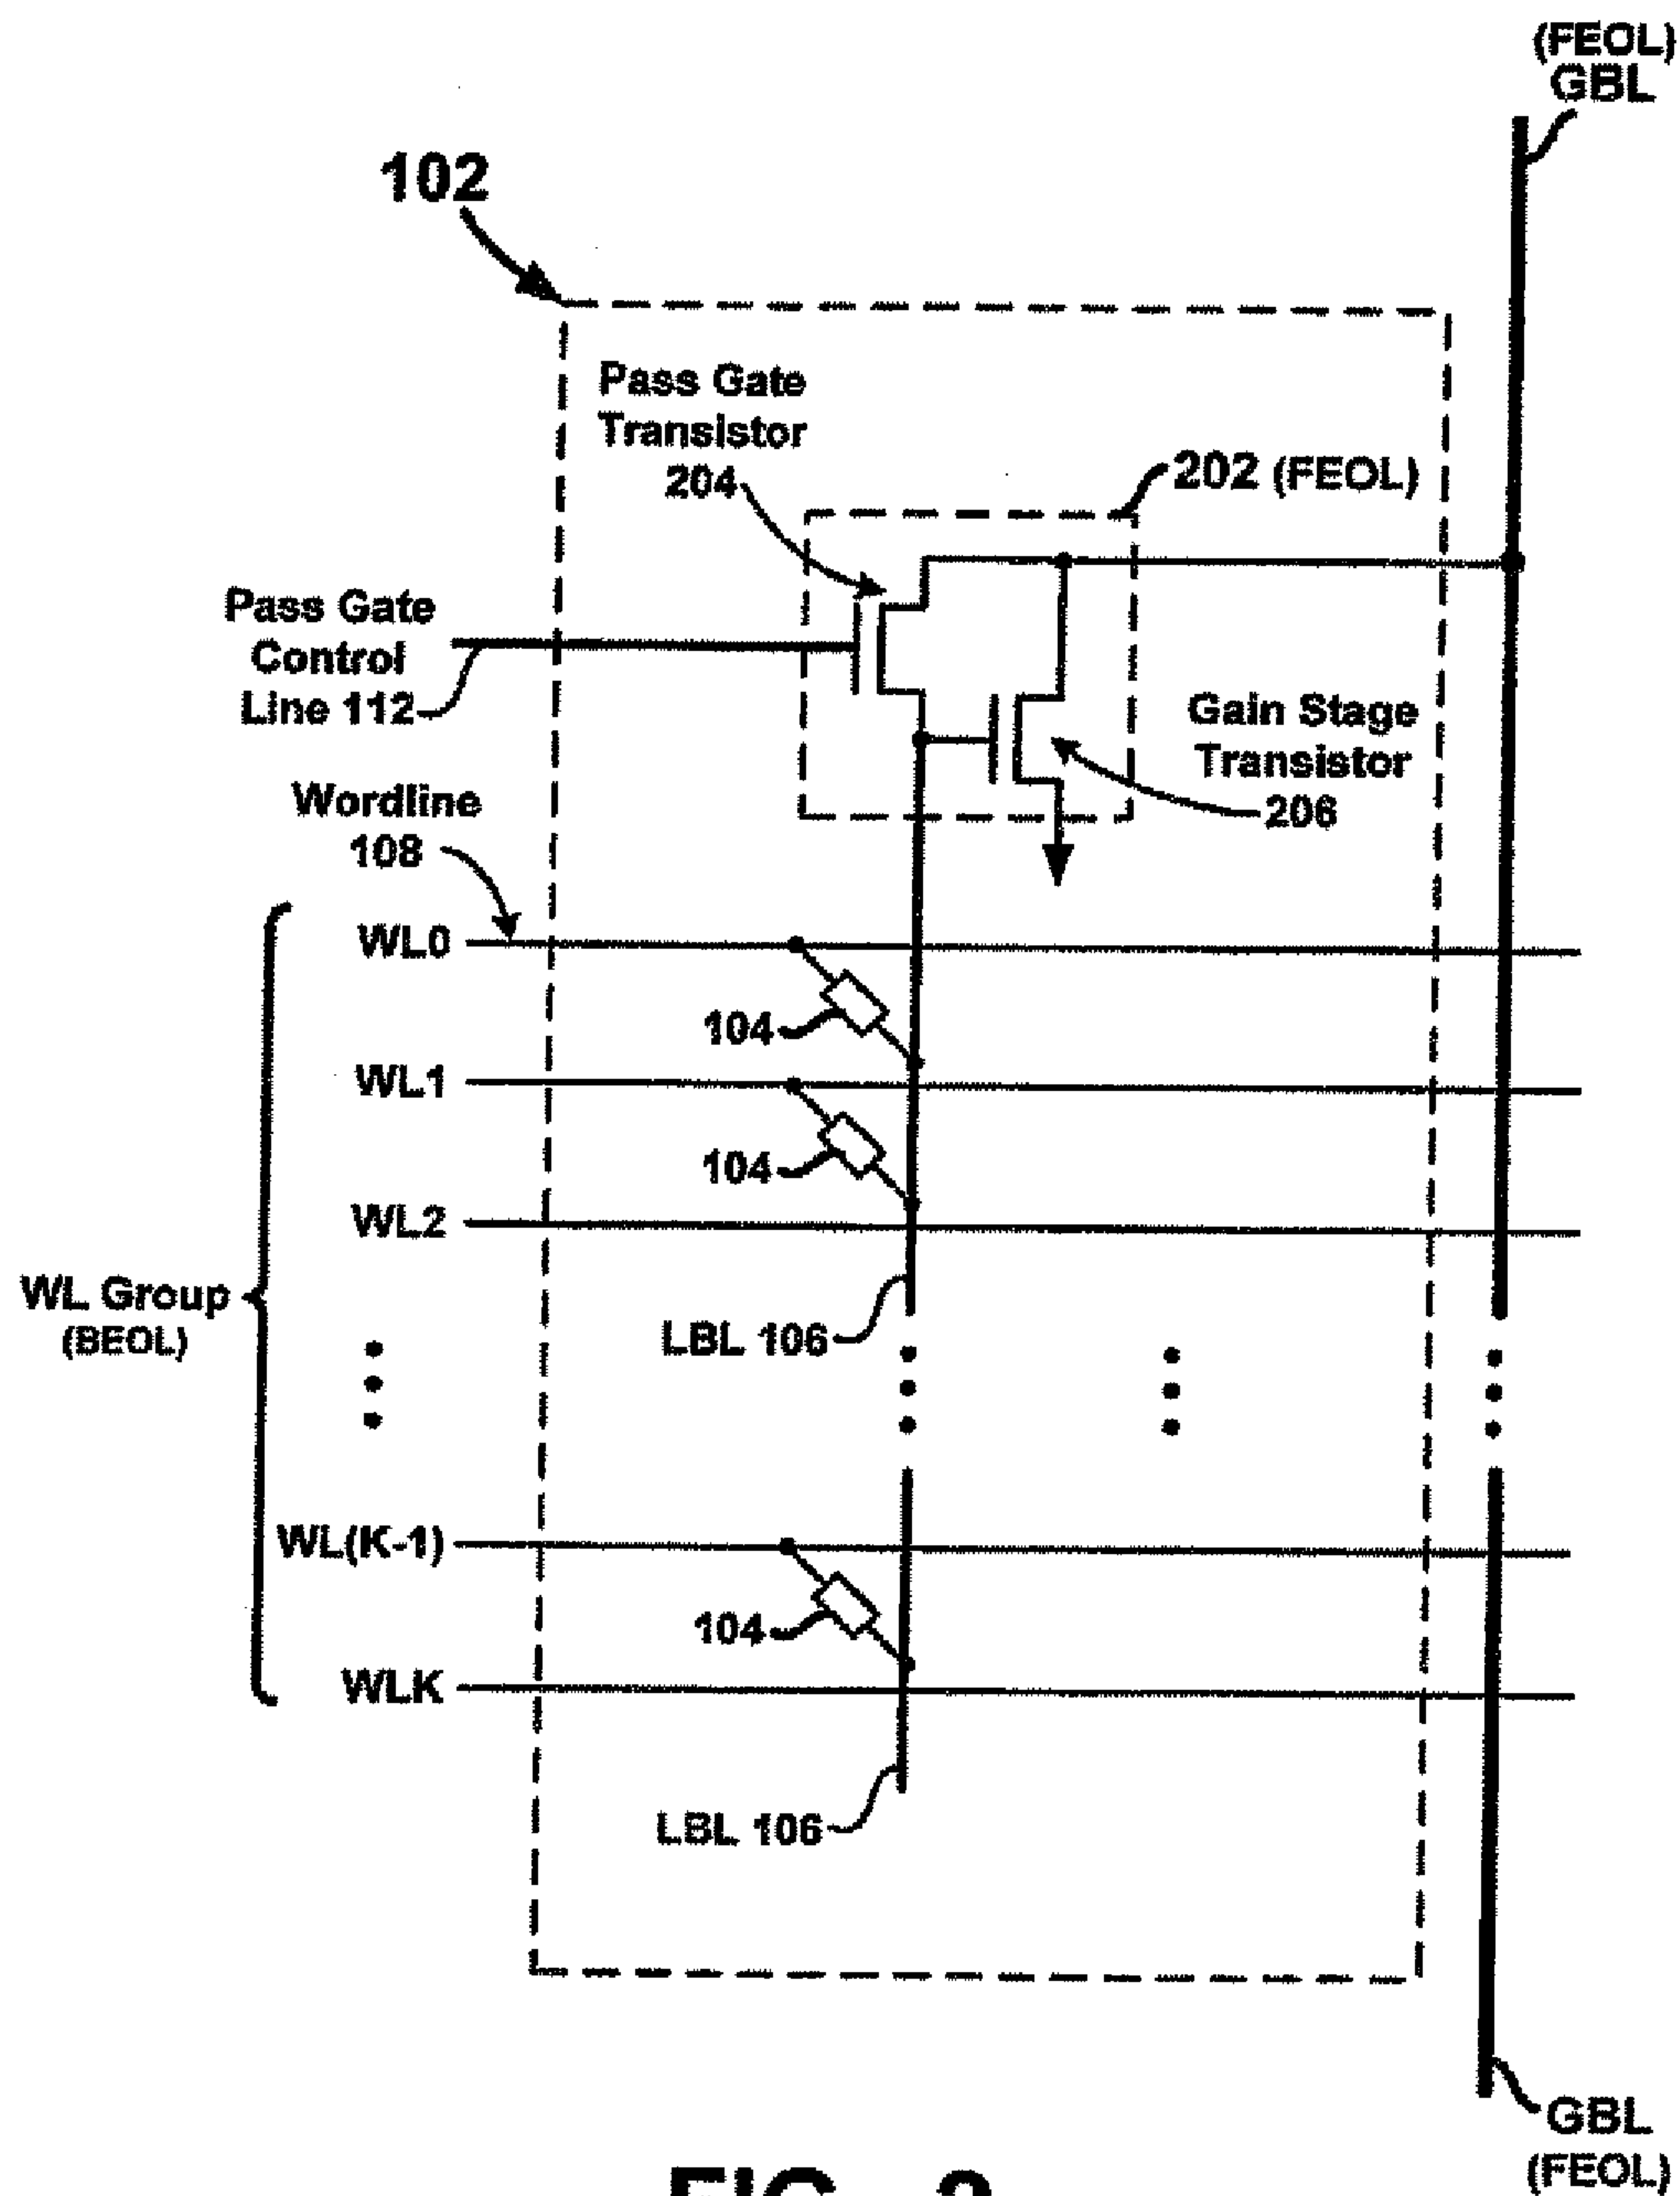 (FEOL)
GBL
102
Pass Gate
Transistor
204
202 (FEOL)
Pass Gate
Control
Line 112
Gain Stage
Transistor
206
Wordline
108
WL0
104
WL1
104
WL2
WL Group
(BEOL)
LBL 106
WL(K-1)
104
WLK
LBL 106
GBL
(FEOL)